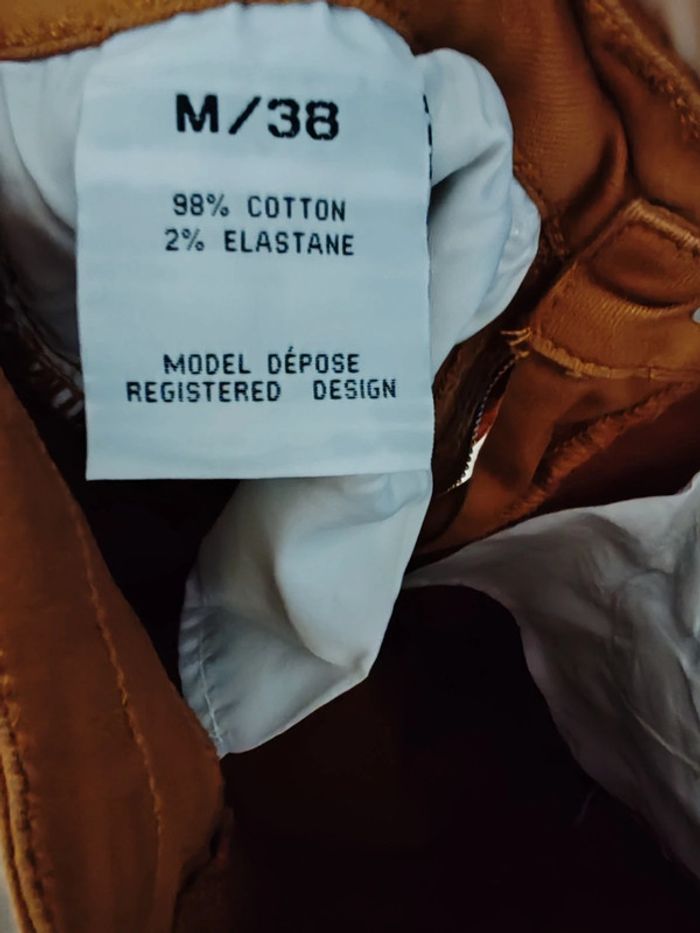 M/38
98% COTTON
2% ELASTANE
MODEL DÉPOSE
REGISTERED DESIGN